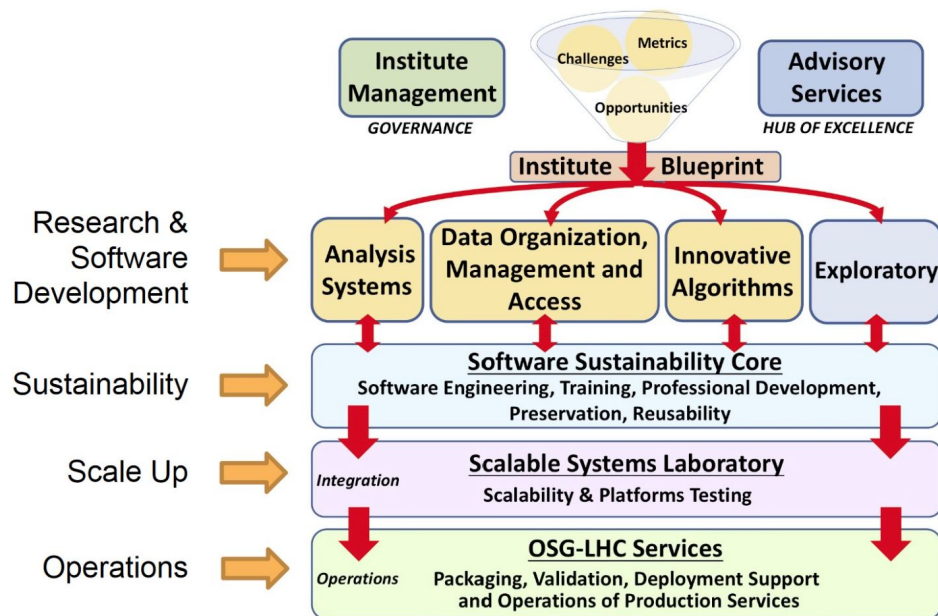 Institute
Management
GOVERNANCE
Challenges
Metrics
Opportunities
Advisory
Services
HUB OF EXCELLENCE
Institute Blueprint
Research &
Software
Development
Analysis
Systems
Data Organization,
Management and
Access
Innovative
Algorithms
Exploratory
Sustainability
Software Sustainability Core
Software Engineering, Training, Professional Development,
Preservation, Reusability
Scale Up
Integration
Scalable Systems Laboratory
Scalability & Platforms Testing
Operations
Operations
OSG-LHC Services
Packaging, Validation, Deployment Support
and Operations of Production Services